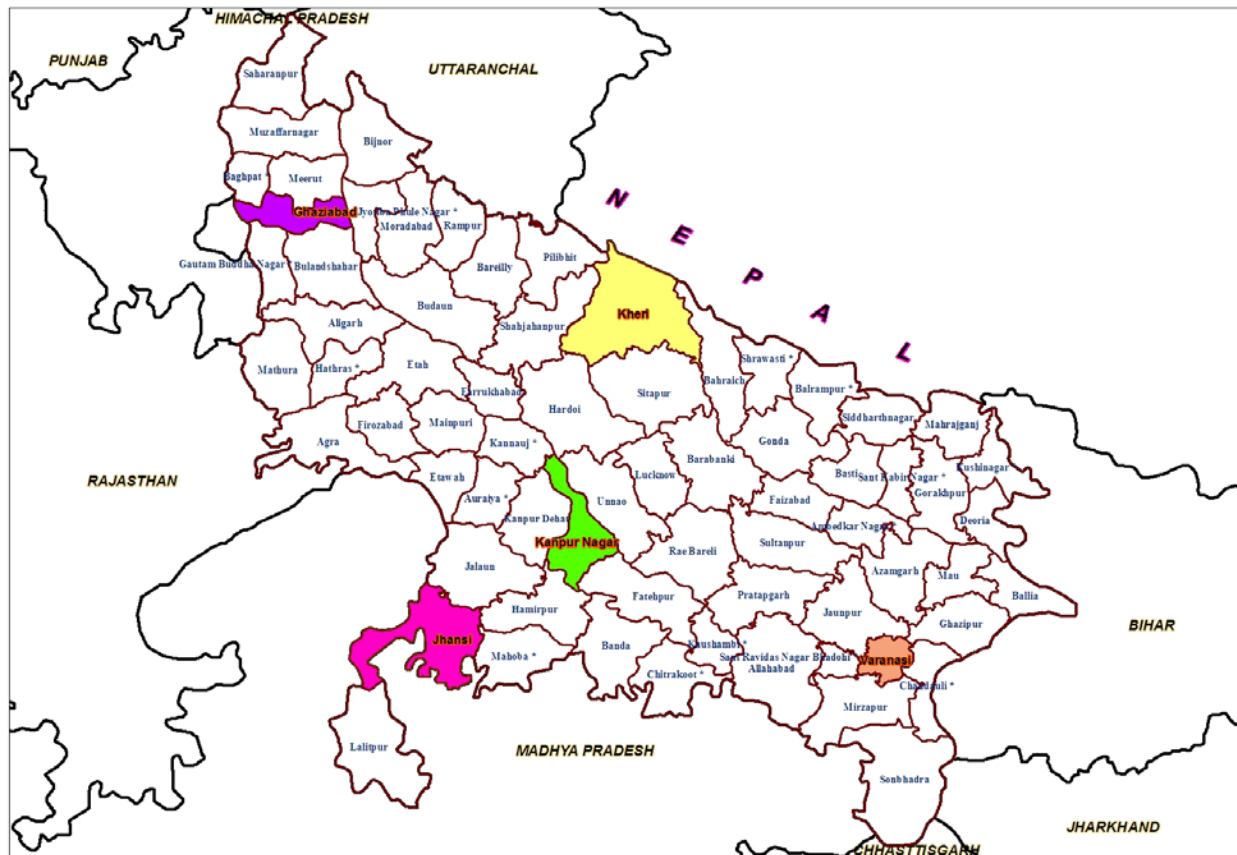 HIMACHAL PRADESH
PUNJAB
UTTARANCHAL
Saharanpur
Muzaffarnagar
Bijnor
Baghpat *
Meerut
N
E
P
A
L
Ghaziabad
Jyotiba Phule Nagar *
Moradabad
Rampur
Gautam Buddha Nagar *
Bulandshahar
Bareilly
Pilibhit
Budaun
Kheri
Aligarh
Shahjahanpur
Mathura
Hathras *
Etah
Farrukhabad
Hardoi
Sitapur
Bahraich
Shrawasti *
Balrampur *
Siddharthnagar
Mahrajganj
Agra
Firozabad
Mainpuri
Kannauj *
Gonda
Barabanki
Lucknow
Basti
Sant Kabir Nagar *
Kushinagar
Gorakhpur
RAJASTHAN
Etawah
Auraiya *
Unnao
Faizabad
Kanpur Dehat
Ambedkar Nagar *
Deoria
Kanpur Nagar
Rae Bareli
Sultanpur
Jalaun
Azamgarh
Mau
Ballia
Hamirpur
Fatehpur
Pratapgarh
Jaunpur
Ghazipur
BIHAR
Jhansi
Mahoba *
Banda
Kaushambi *
Sant Ravidas Nagar Bhadohi *
Allahabad
Varanasi
Chitrakoot *
Chandauli *
Mirzapur
Lalitpur
MADHYA PRADESH
Sonbhadra
JHARKHAND
CHHASTTISGARH